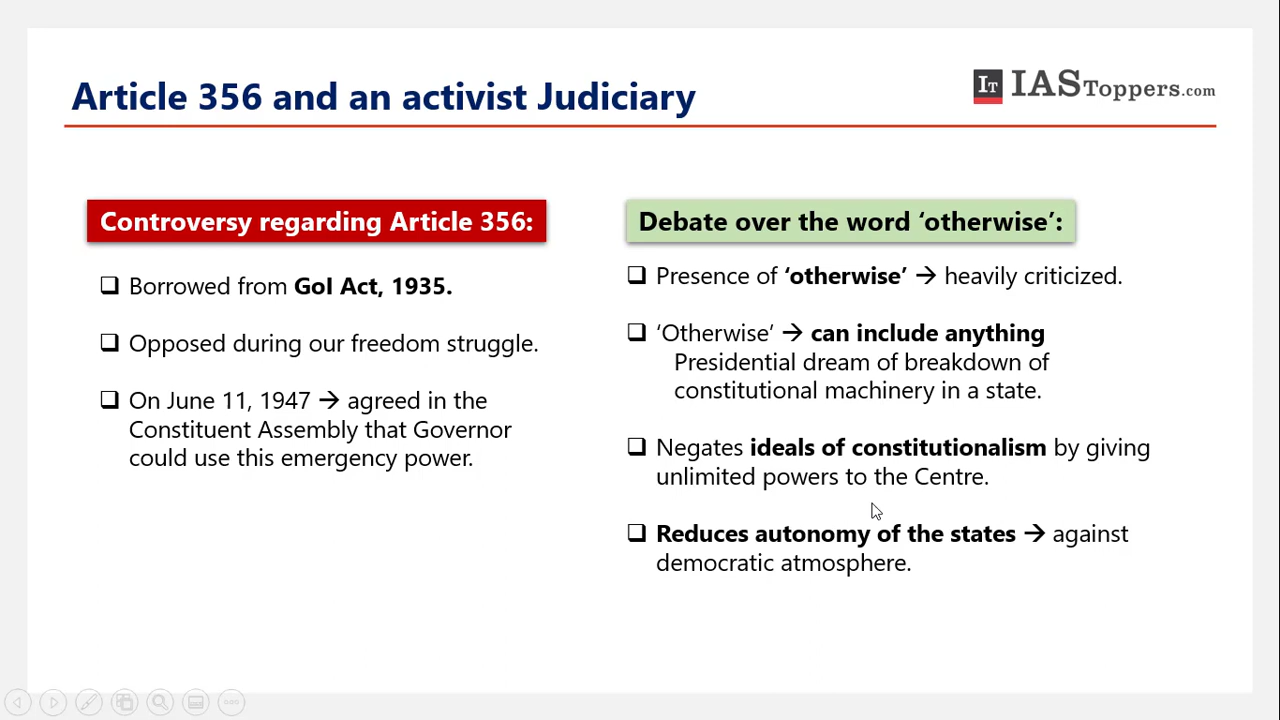 Article 356 and an activist Judiciary
IT IASToppers.com
Controversy regarding Article 356:
❑ Borrowed from GoI Act, 1935.
❑ Opposed during our freedom struggle.
❑ On June 11, 1947 → agreed in the
Constituent Assembly that Governor
could use this emergency power.
Debate over the word ‘otherwise’:
❑ Presence of ‘otherwise’ → heavily criticized.
❑ ‘Otherwise’ → can include anything
Presidential dream of breakdown of
constitutional machinery in a state.
❑ Negates ideals of constitutionalism by giving
unlimited powers to the Centre.
❑ Reduces autonomy of the states → against
democratic atmosphere.